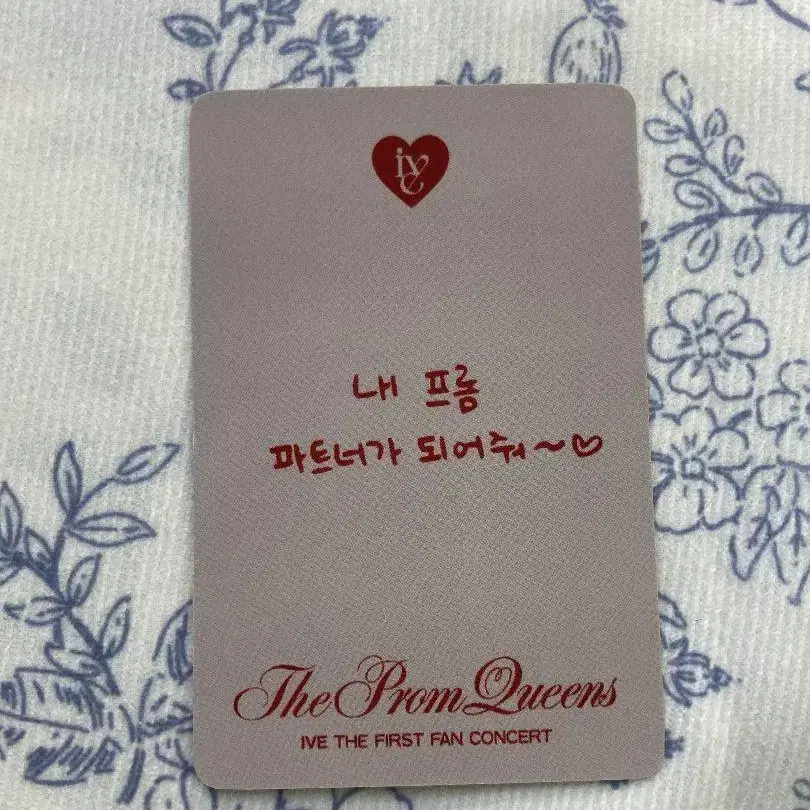 ive
내 프롬
파트너가 되어줘~♡
The Prom Queens
IVE THE FIRST FAN CONCERT